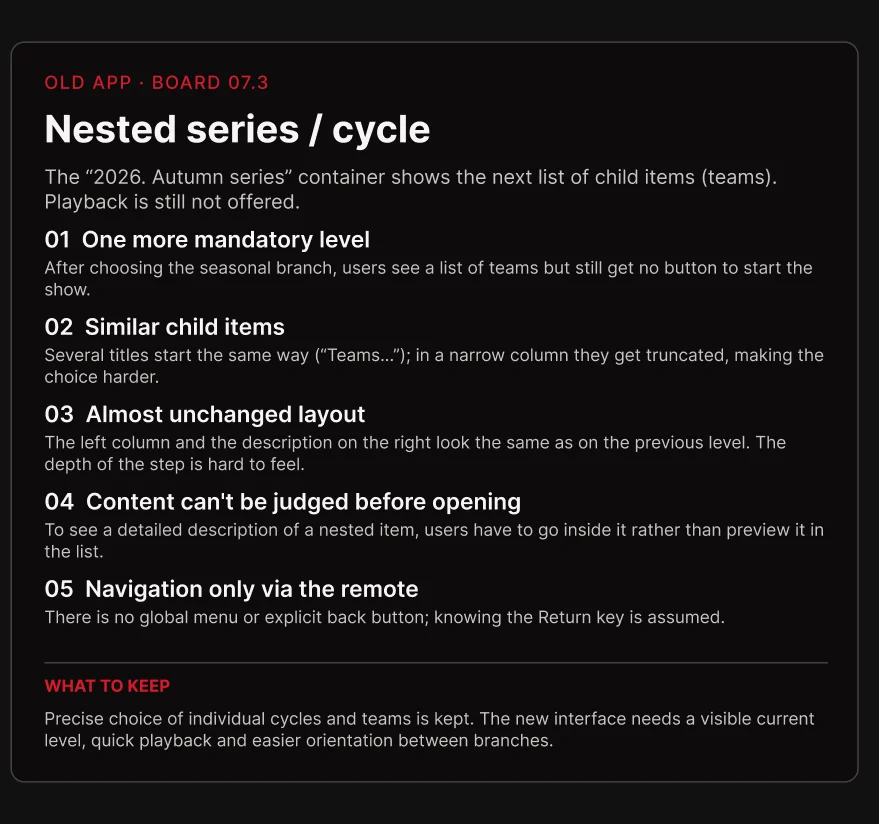 OLD APP · BOARD 07.3
Nested series / cycle
The “2026. Autumn series” container shows the next list of child items (teams).
Playback is still not offered.
01 One more mandatory level
After choosing the seasonal branch, users see a list of teams but still get no button to start the
show.
02 Similar child items
Several titles start the same way (“Teams...”); in a narrow column they get truncated, making the
choice harder.
03 Almost unchanged layout
The left column and the description on the right look the same as on the previous level. The
depth of the step is hard to feel.
04 Content can't be judged before opening
To see a detailed description of a nested item, users have to go inside it rather than preview it in
the list.
05 Navigation only via the remote
There is no global menu or explicit back button; knowing the Return key is assumed.
WHAT TO KEEP
Precise choice of individual cycles and teams is kept. The new interface needs a visible current
level, quick playback and easier orientation between branches.